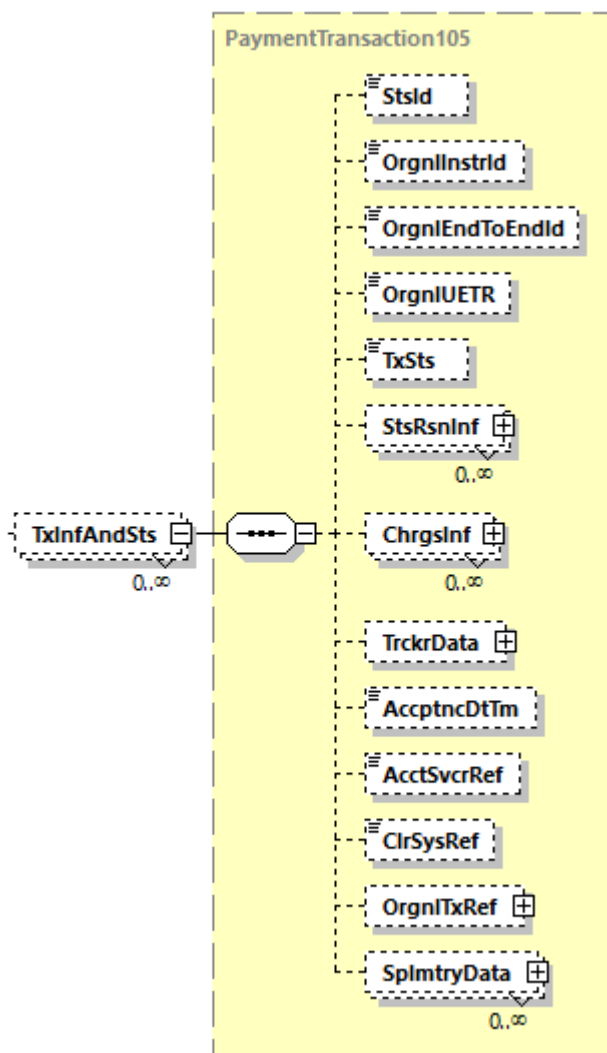 PaymentTransaction105
StsId
OrgnlInstrId
OrgnlEndToEndId
OrgnlUETR
TxSts
StsRsnInf
0..∞
TxInfAndSts
0..∞
ChrgsInf
0..∞
TrckrData
AccptncDtTm
AcctSvcrRef
ClrSysRef
OrgnlTxRef
SplmtryData
0..∞